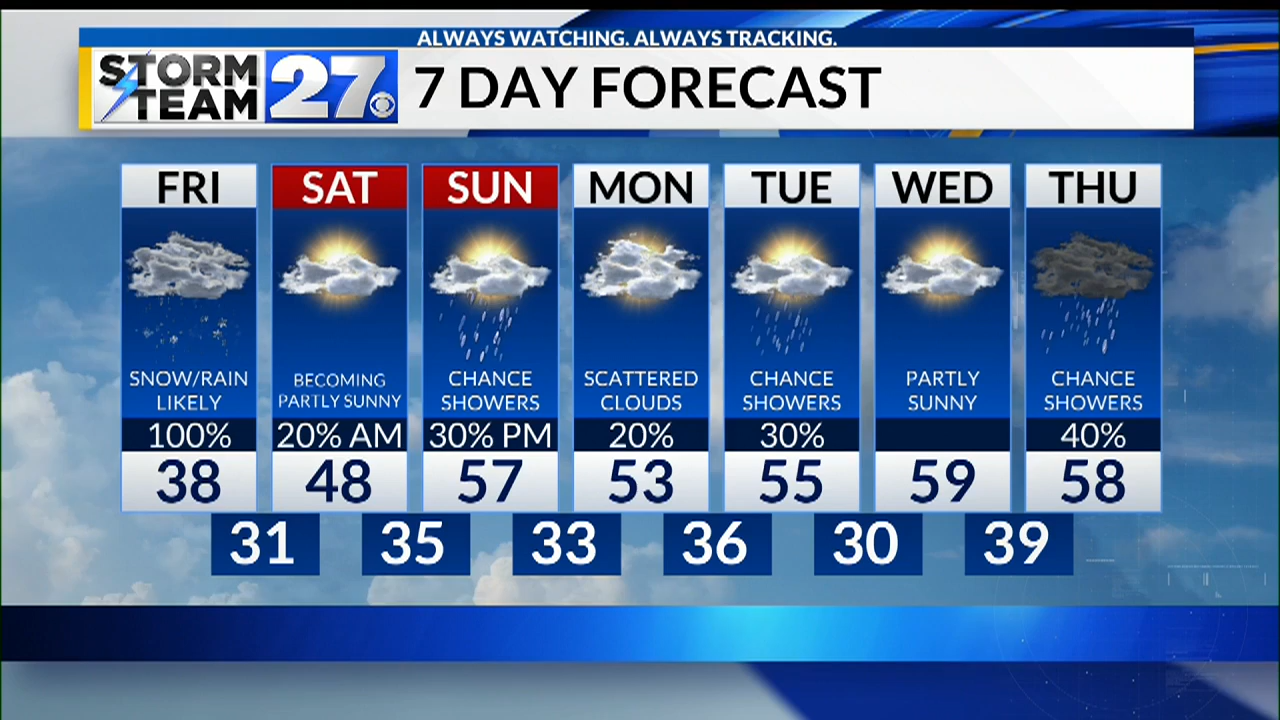 ALWAYS WATCHING. ALWAYS TRACKING.
STORM
TEAM
27
7 DAY FORECAST
FRI
SAT
SUN
MON
TUE
WED
THU
SNOW/RAIN
LIKELY
BECOMING
PARTLY SUNNY
CHANCE
SHOWERS
SCATTERED
CLOUDS
CHANCE
SHOWERS
PARTLY
SUNNY
CHANCE
SHOWERS
100%
20% AM
30% PM
20%
30%
40%
38
48
57
53
55
59
58
31
35
33
36
30
39